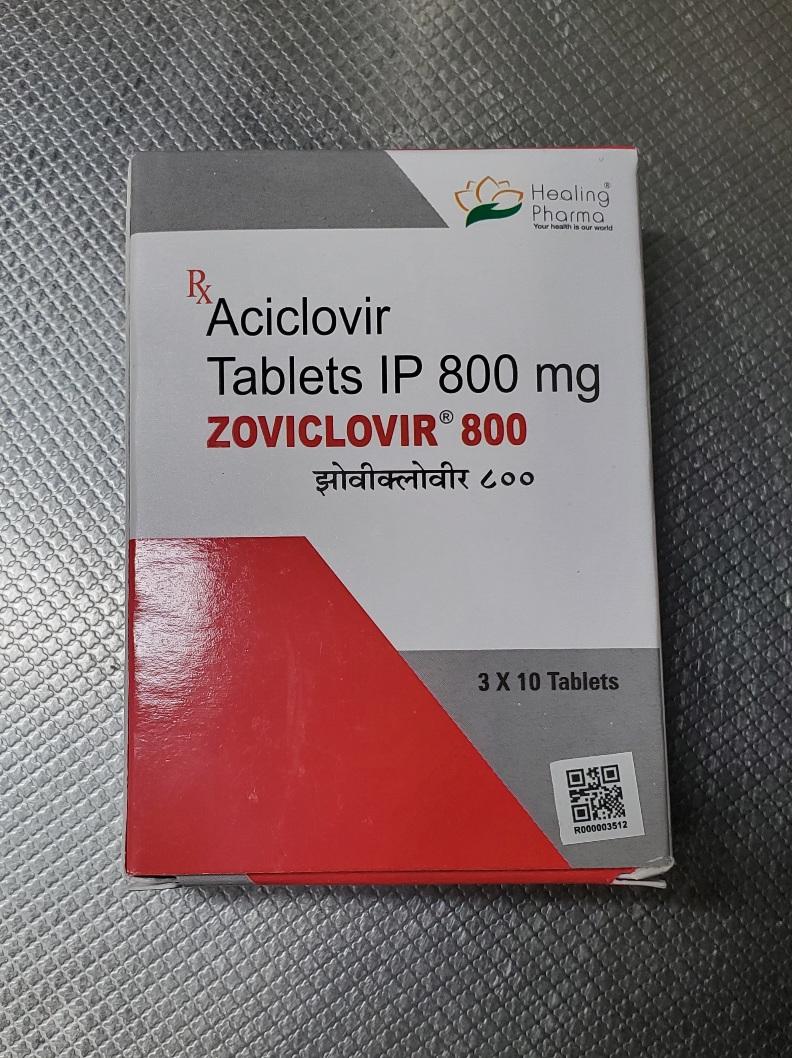 Healing®
Pharma
Your health is our world
Rx
Aciclovir
Tablets IP 800 mg
ZOVICLOVIR® 800
झोवीक्लोवीर ८००
3 X 10 Tablets
R000003512